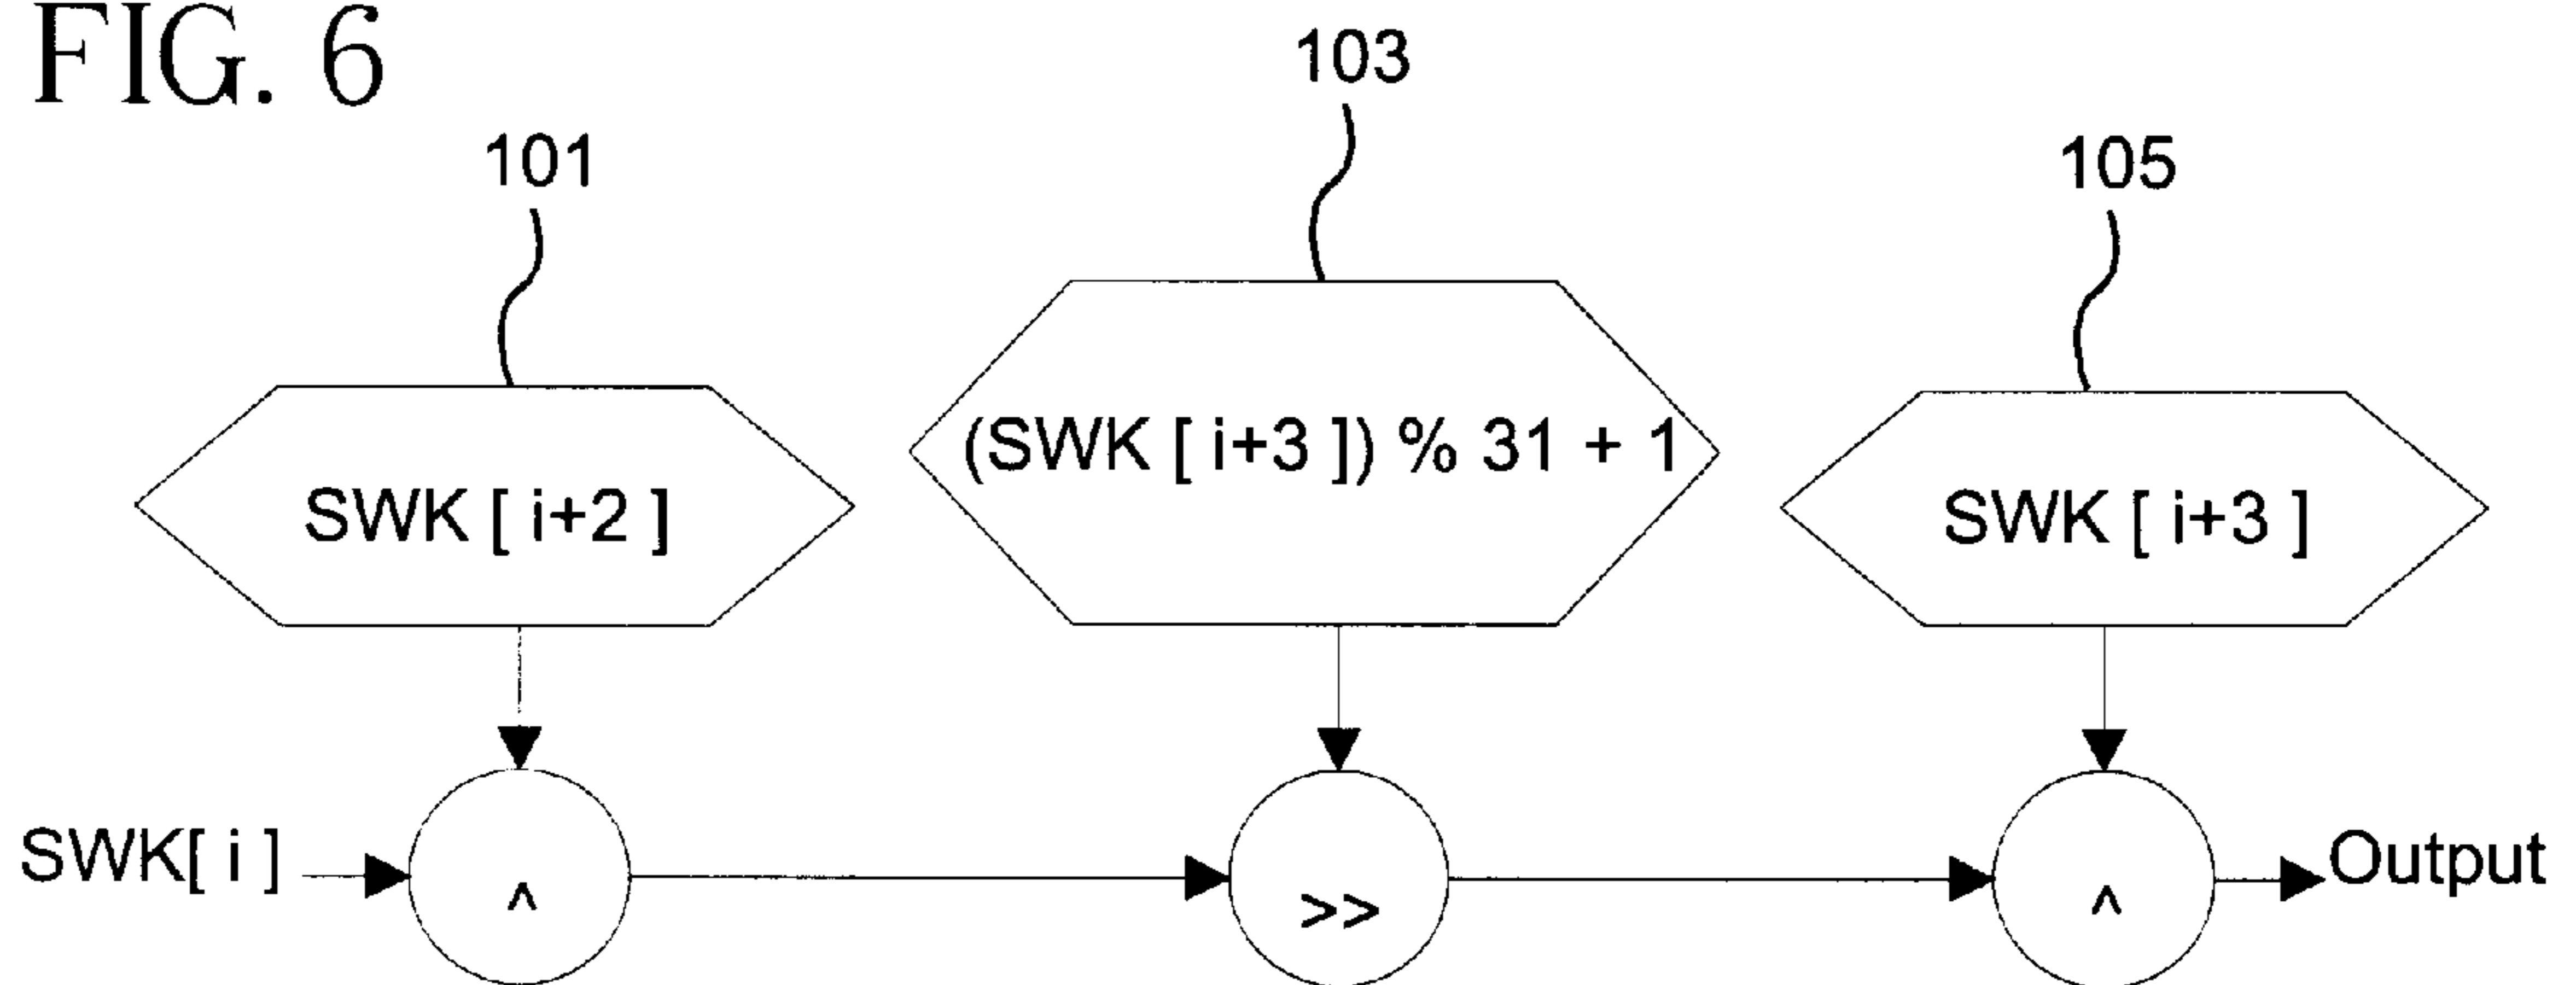 FIG. 6
103
101
105
(SWK [ i+3 ]) % 31 + 1
SWK [ i+2 ]
SWK [ i+3 ]
SWK[ i ]
^
>>
^
Output